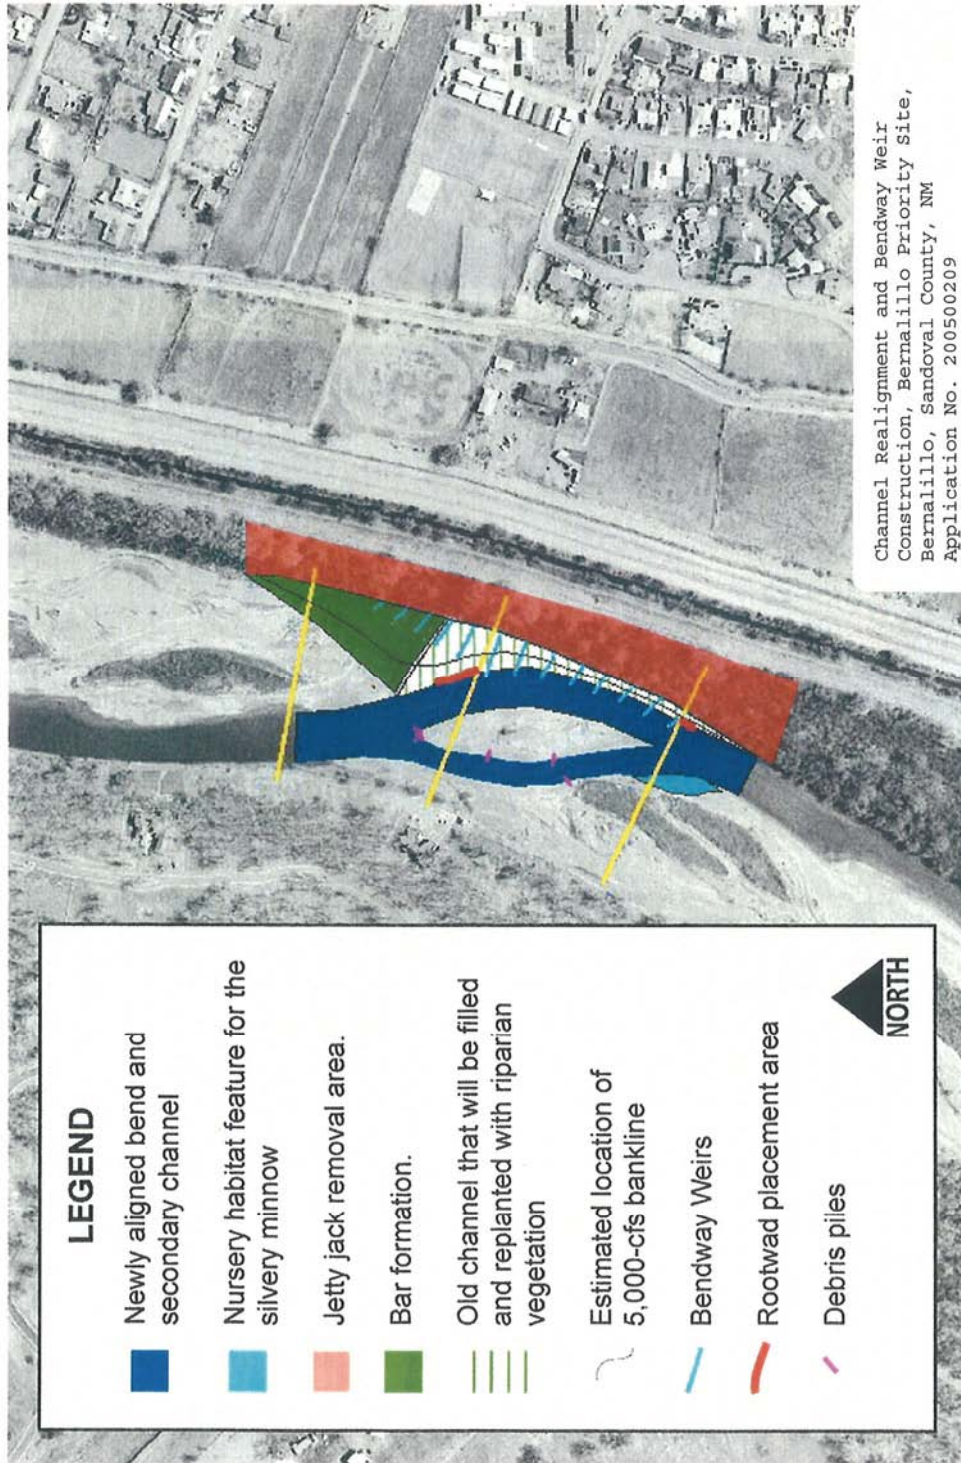 LEGEND
Newly aligned bend and
secondary channel
Nursery habitat feature for the
silvery minnow
Jetty jack removal area.
Bar formation.
Old channel that will be filled
and replanted with riparian
vegetation
Estimated location of
5,000-cfs bankline
Bendway Weirs
Rootwad placement area
Debris piles
NORTH
Channel Realignment and Bendway Weir
Construction, Bernalillo Priority Site,
Bernalillo, Sandoval County, NM
Application No. 200500209